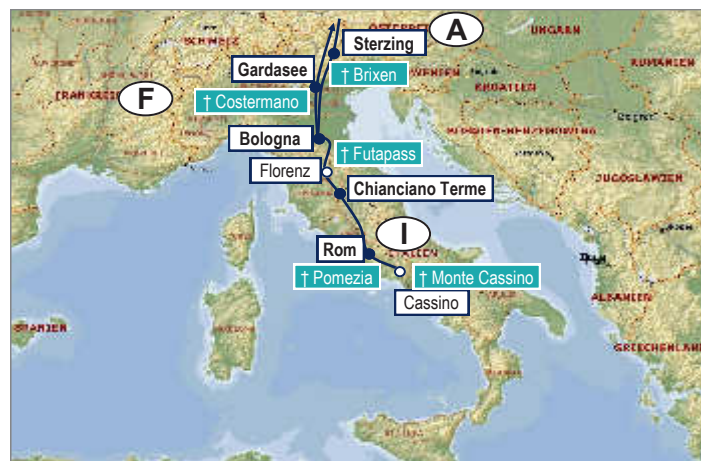 A
UNGARN
Sterzing
SCHWEIZ
RUMÄNIEN
Gardasee
† Brixen
KROATIEN
F
† Costermano
Bologna
† Futapass
Florenz
JUGOSLAWIEN
Chianciano Terme
I
Rom
† Pomezia
† Monte Cassino
Cassino
ALBANIEN
SPANIEN
GRIECHENLAND